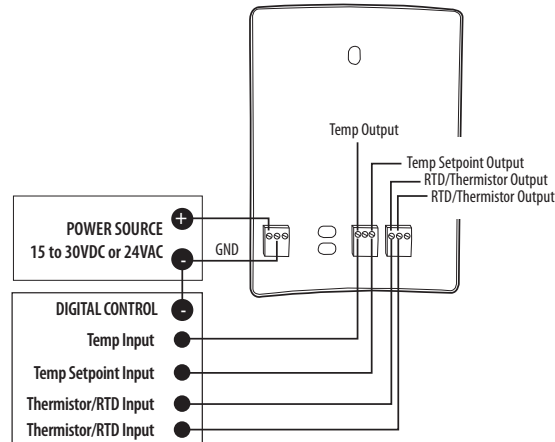 Temp Output
Temp Setpoint Output
RTD/Thermistor Output
RTD/Thermistor Output
+
POWER SOURCE
15 to 30VDC or 24VAC
-
GND
DIGITAL CONTROL
-
Temp Input
Temp Setpoint Input
Thermistor/RTD Input
Thermistor/RTD Input